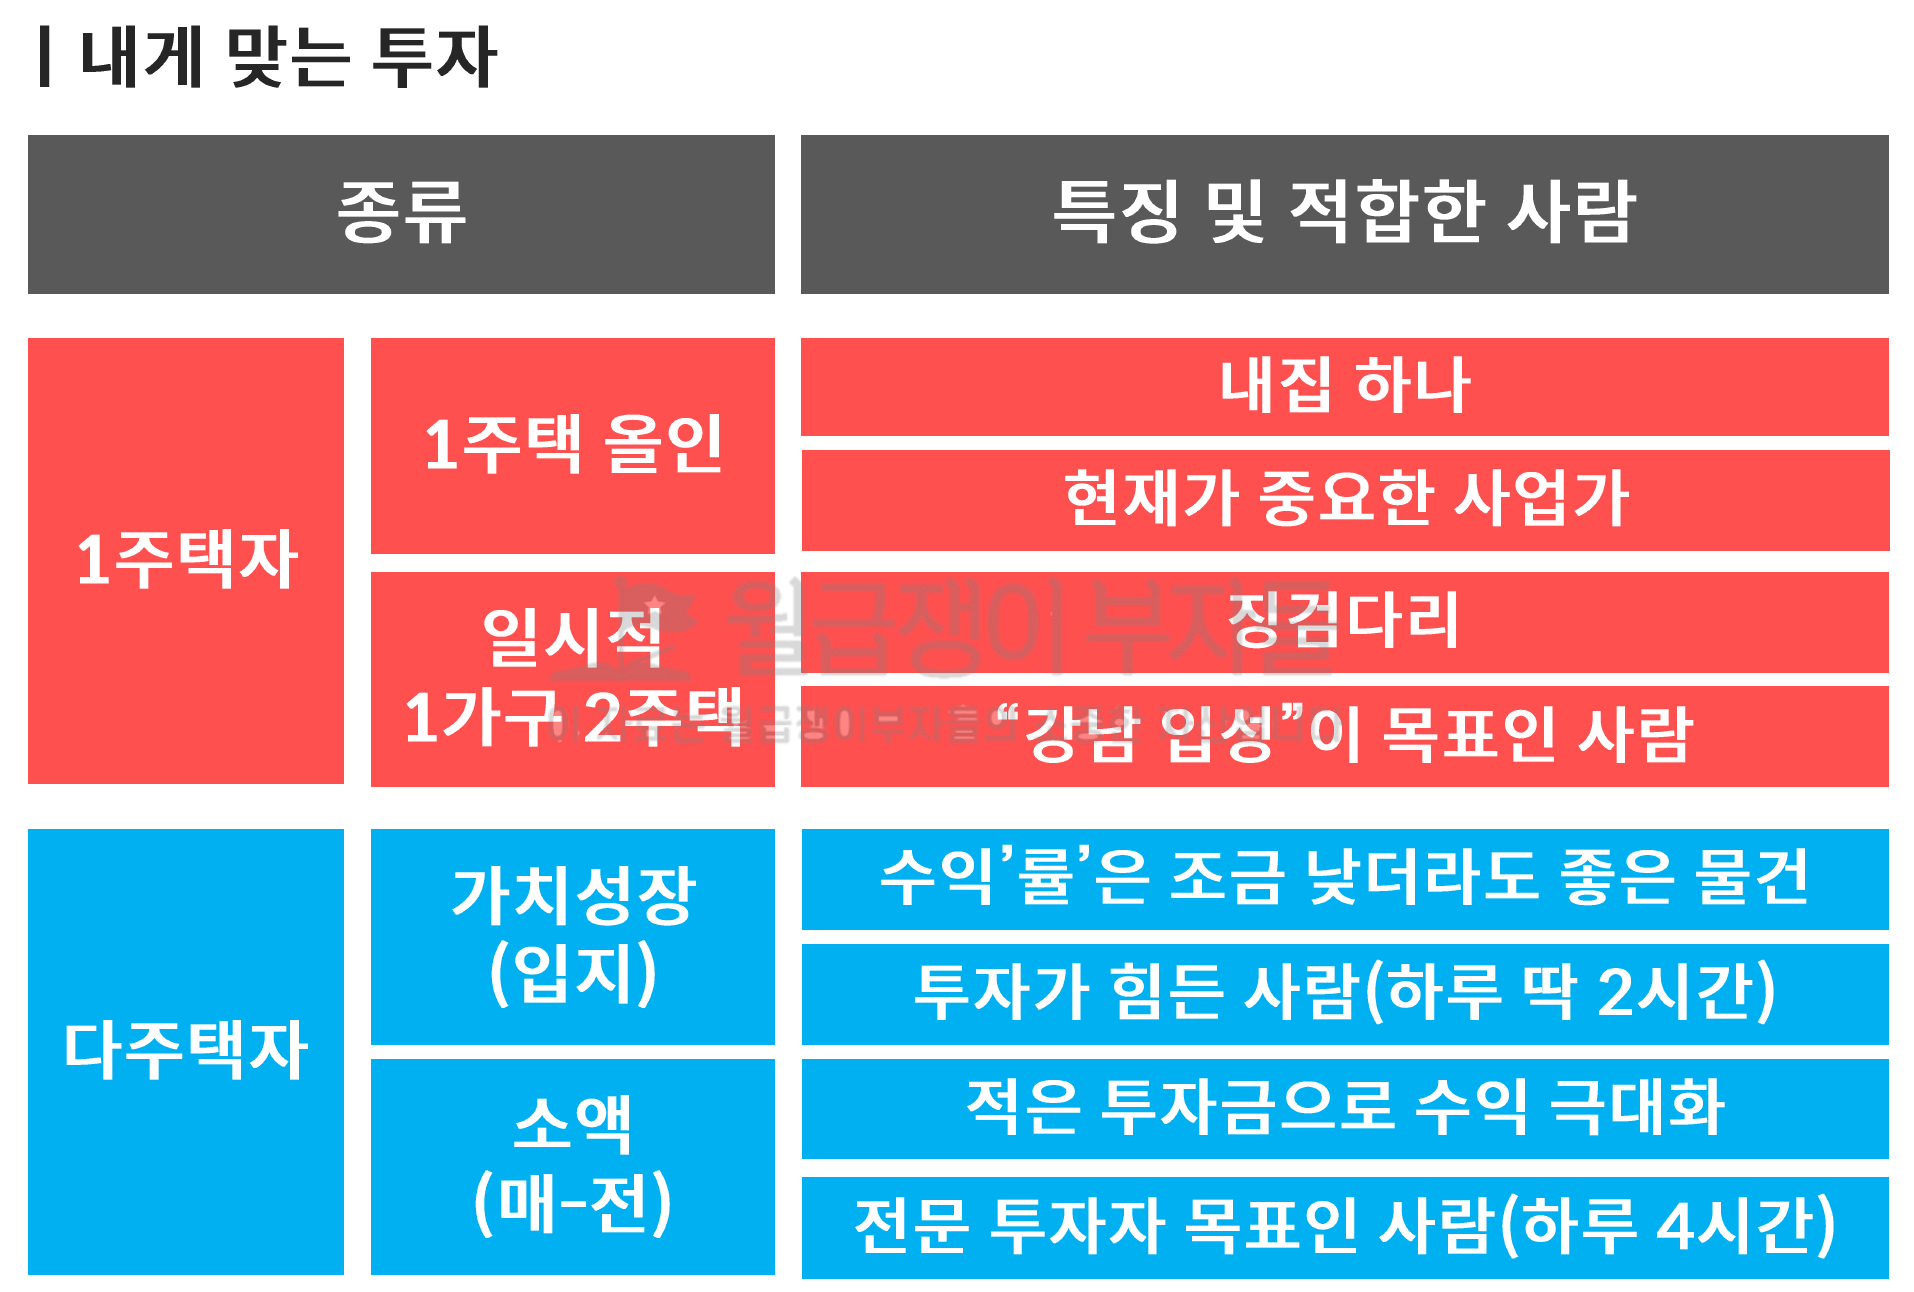 | 내게 맞는 투자
종류
특징 및 적합한 사람
1주택자
1주택 올인
내집 하나
현재가 중요한 사업가
일시적
1가구 2주택
징검다리
“강남 입성”이 목표인 사람
월급쟁이 부자들
다주택자
가치성장
(입지)
수익’률’은 조금 낮더라도 좋은 물건
투자가 힘든 사람(하루 딱 2시간)
소액
(매-전)
적은 투자금으로 수익 극대화
전문 투자자 목표인 사람(하루 4시간)